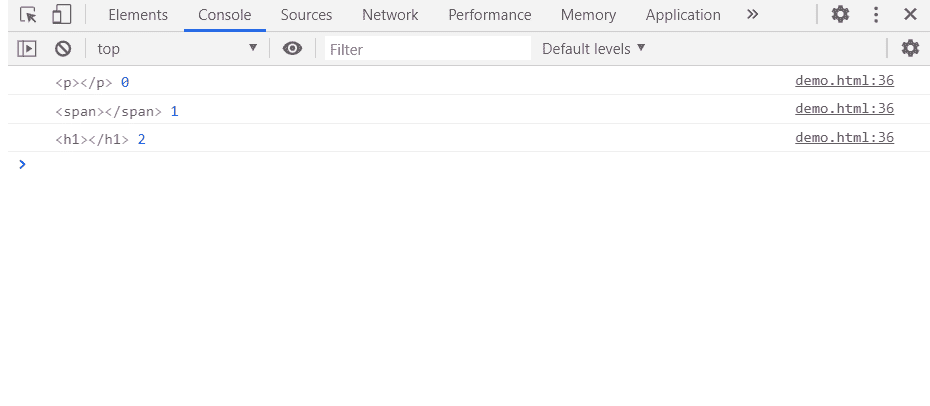 Elements Console Sources Network Performance Memory Application »
top ▼ Filter Default levels ▼
<p></p> 0 demo.html:36
<span></span> 1 demo.html:36
<h1></h1> 2 demo.html:36
>